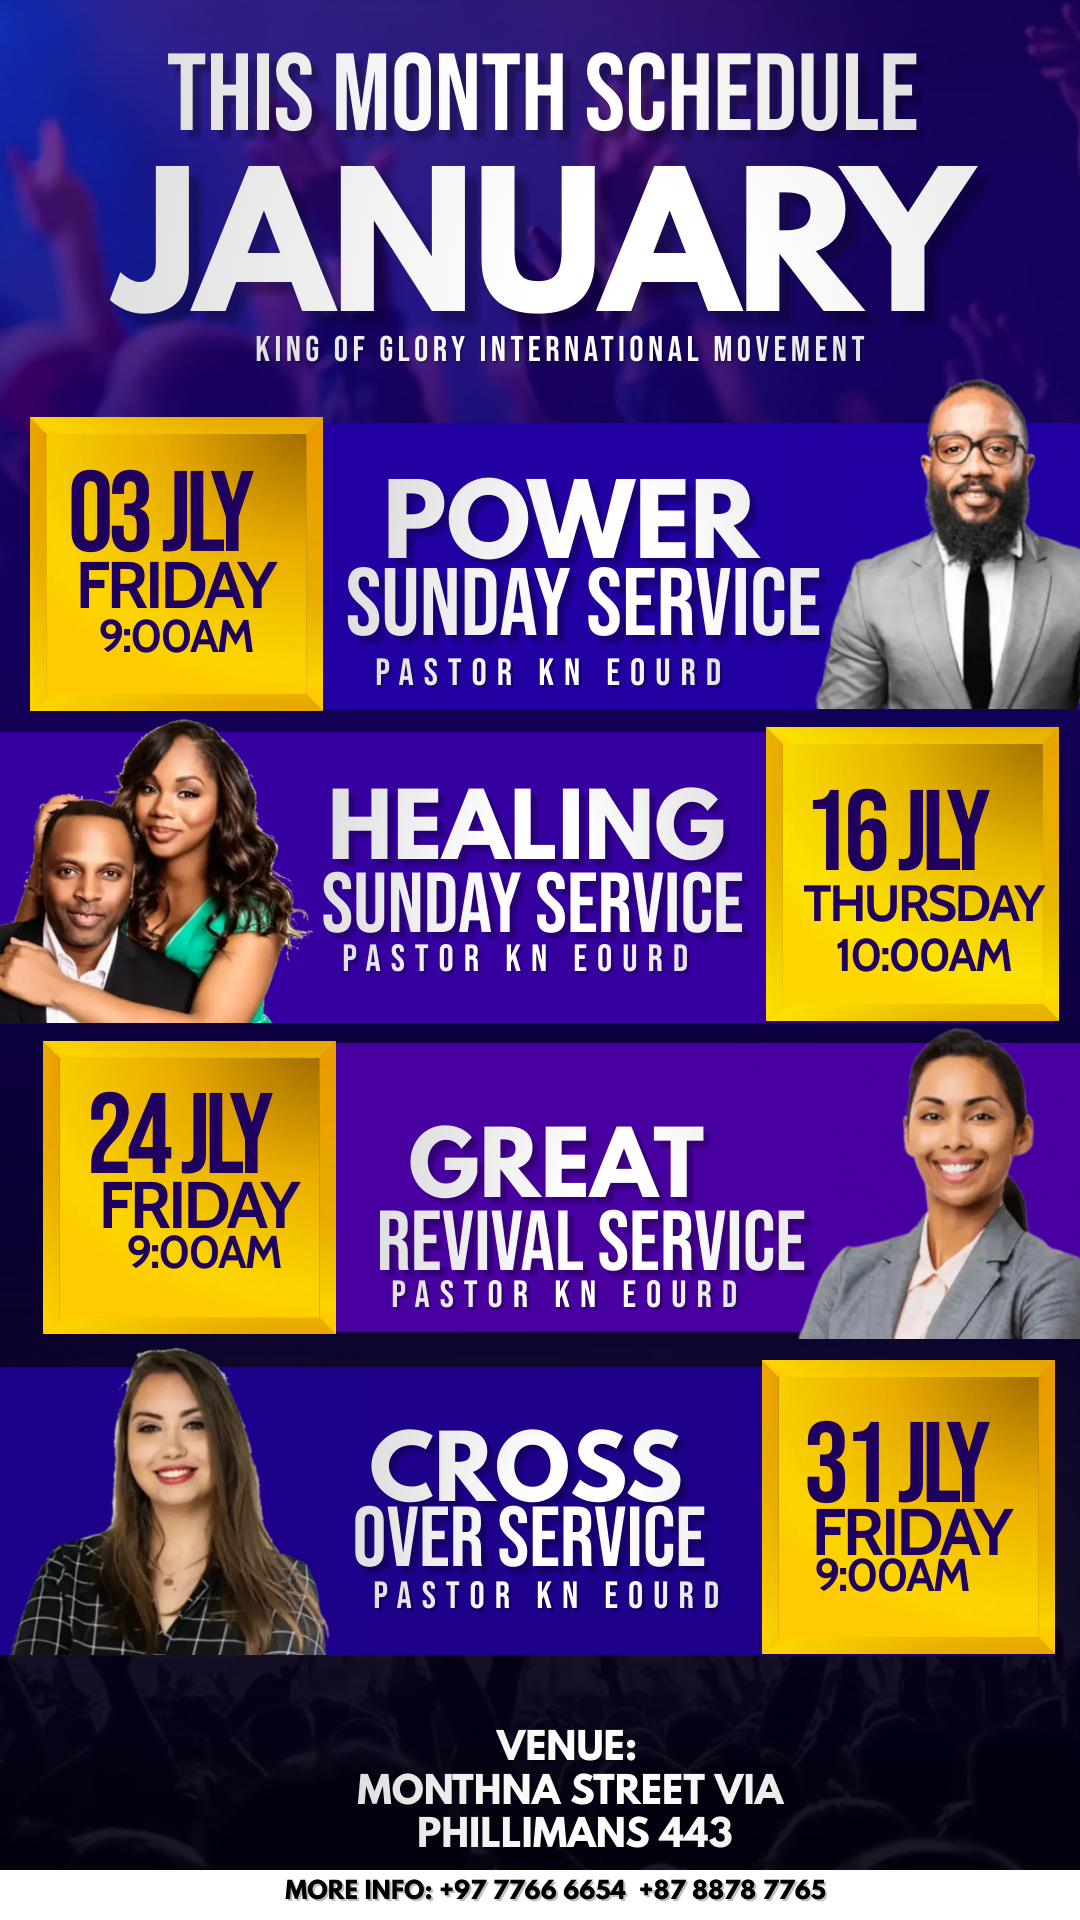 THIS MONTH SCHEDULE
JANUARY
KING OF GLORY INTERNATIONAL MOVEMENT
03 JLY
FRIDAY
9:00AM
POWER
SUNDAY SERVICE
PASTOR KN EOURD
HEALING
SUNDAY SERVICE
PASTOR KN EOURD
16 JLY
THURSDAY
10:00AM
24 JLY
FRIDAY
9:00AM
GREAT
REVIVAL SERVICE
PASTOR KN EOURD
CROSS
OVER SERVICE
PASTOR KN EOURD
31 JLY
FRIDAY
9:00AM
VENUE:
MONTHNA STREET VIA
PHILLIMANS 443
MORE INFO: +97 7766 6654 +87 8878 7765